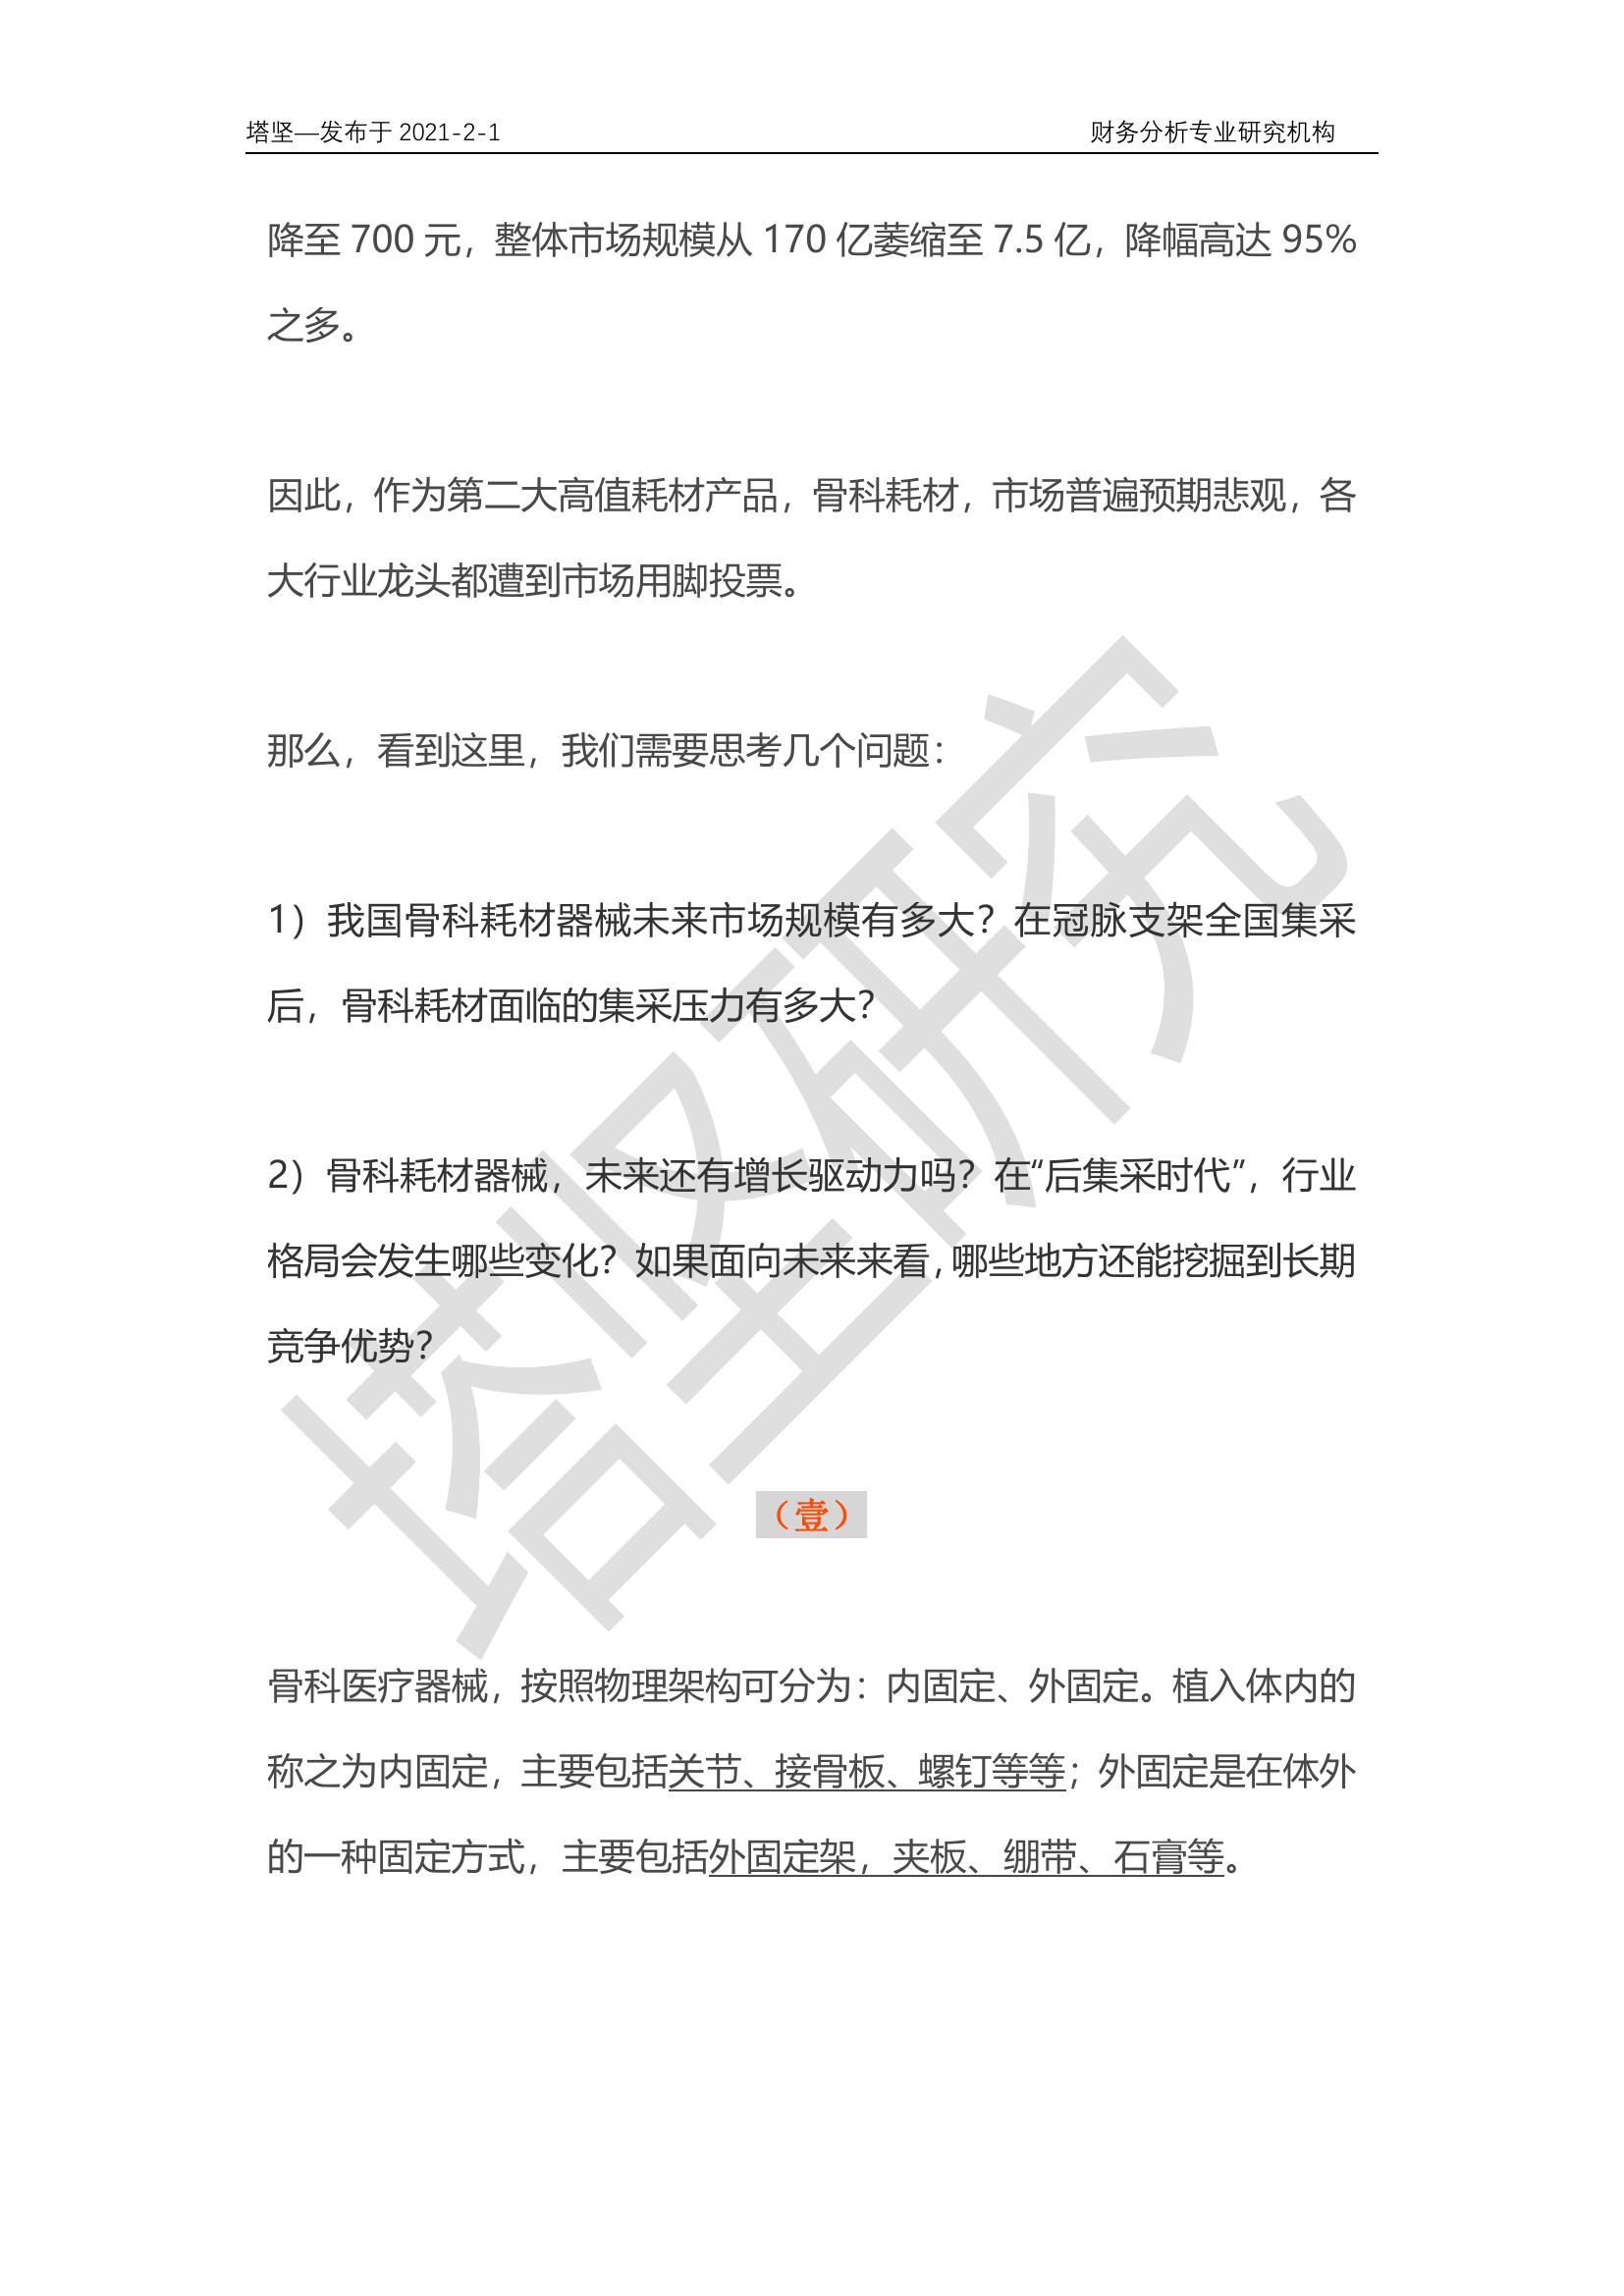 塔坚—发布于 2021-2-1 财务分析专业研究机构
降至 700 元，整体市场规模从 170 亿萎缩至 7.5 亿，降幅高达 95%
之多。
因此，作为第二大高值耗材产品，骨科耗材，市场普遍预期悲观，各
大行业龙头都遭到市场用脚投票。
那么，看到这里，我们需要思考几个问题：
1）我国骨科耗材器械未来市场规模有多大？在冠脉支架全国集采
后，骨科耗材面临的集采压力有多大？
2）骨科耗材器械，未来还有增长驱动力吗？在“后集采时代”，行业
格局会发生哪些变化？如果面向未来来看，哪些地方还能挖掘到长期
竞争优势？
（壹）
骨科医疗器械，按照物理架构可分为：内固定、外固定。植入体内的
称之为内固定，主要包括关节、接骨板、螺钉等等；外固定是在体外
的一种固定方式，主要包括外固定架，夹板、绷带、石膏等。
塔坚研究